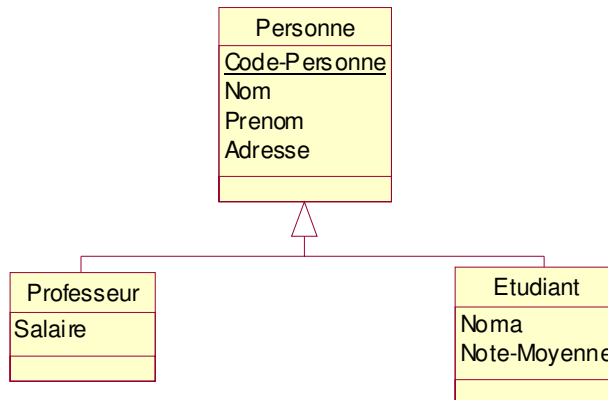 Personne
Code-Personne
Nom
Prenom
Adresse
Professeur
Salaire
Etudiant
Noma
Note-Moyenne